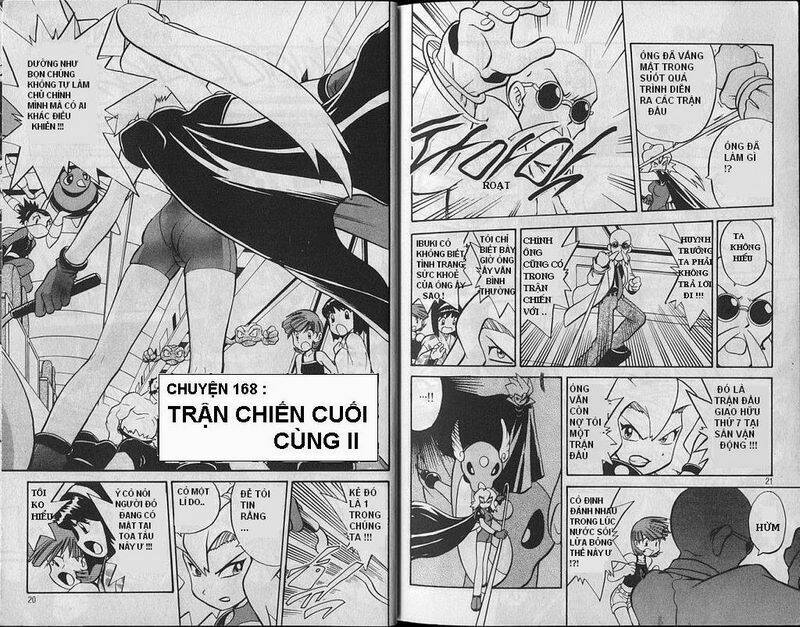 DƯỜNG NHƯ
BỌN CHÚNG
KHÔNG TỰ LÀM
CHỦ CHÍNH
MÌNH MÀ CÓ AI
KHÁC ĐIỀU
KHIỂN !!!
CHUYỆN 168 :
TRẬN CHIẾN CUỐI
CÙNG II
KẺ ĐÓ
LÀ 1
TRONG
CHÚNG
TA !!!
ĐỂ TÔI
TIN
RẰNG
...
CÓ MỘT
LÍ DO..
Ý CÔ NÓI
NGƯỜI ĐÓ
ĐANG CÓ
MẶT TẠI
TOA TÀU
NÀY Ư !!!
TÔI
KO
HIỂU
20
ÔNG ĐÃ VẮNG
MẶT TRONG
SUỐT QUÁ
TRÌNH DIỄN
RA CÁC TRẬN
ĐẤU
ÔNG ĐÃ
LÀM GÌ
!?
ROẠT
TA
KHÔNG
HIỂU
HUYNH
TRƯỞNG
TA PHẢI
KHÔNG
TRẢ LỜI
ĐI !!!
CHÍNH
ÔNG
CŨNG CÓ
TRONG
TRẬN
CHIẾN
VỚI ..
TÔI CHỈ
BIẾT BÂY
GIỜ ÔNG
ẤY VẪN
BÌNH
THƯỜNG
IBUKI CÓ
KHÔNG BIẾT
TÌNH TRẠNG
SỨC KHOẺ
CỦA ÔNG ẤY
SAO !
ĐÓ LÀ
TRẬN ĐẤU
GIAO HỮU
THỨ 7 TẠI
SÂN VẬN
ĐỘNG !!!
ÔNG
VẪN
CÒN
NỢ TÔI
MỘT
TRẬN
ĐẤU
...!!
21
HỪM
CÔ ĐỊNH
ĐÁNH NHAU
TRONG LÚC
NƯỚC SÔI
LỬA BỎNG
THẾ NÀY Ư
!?!